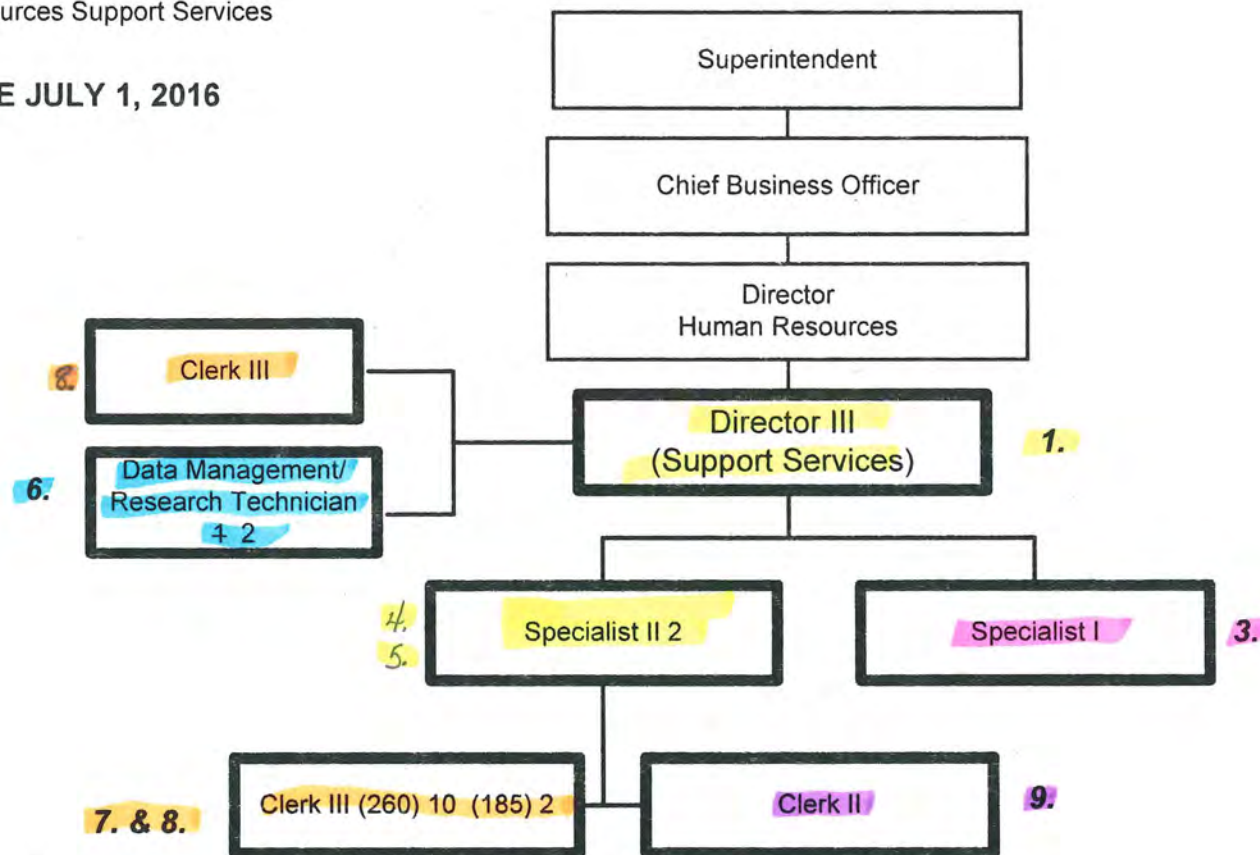 urces Support Services
E JULY 1, 2016
Superintendent
Chief Business Officer
Director
Human Resources
8.
Clerk III
Director III
(Support Services)
1.
6.
Data Management/
Research Technician
1 2
4.
5.
Specialist II 2
Specialist I
3.
7. & 8.
Clerk III (260) 10 (185) 2
Clerk II
9.